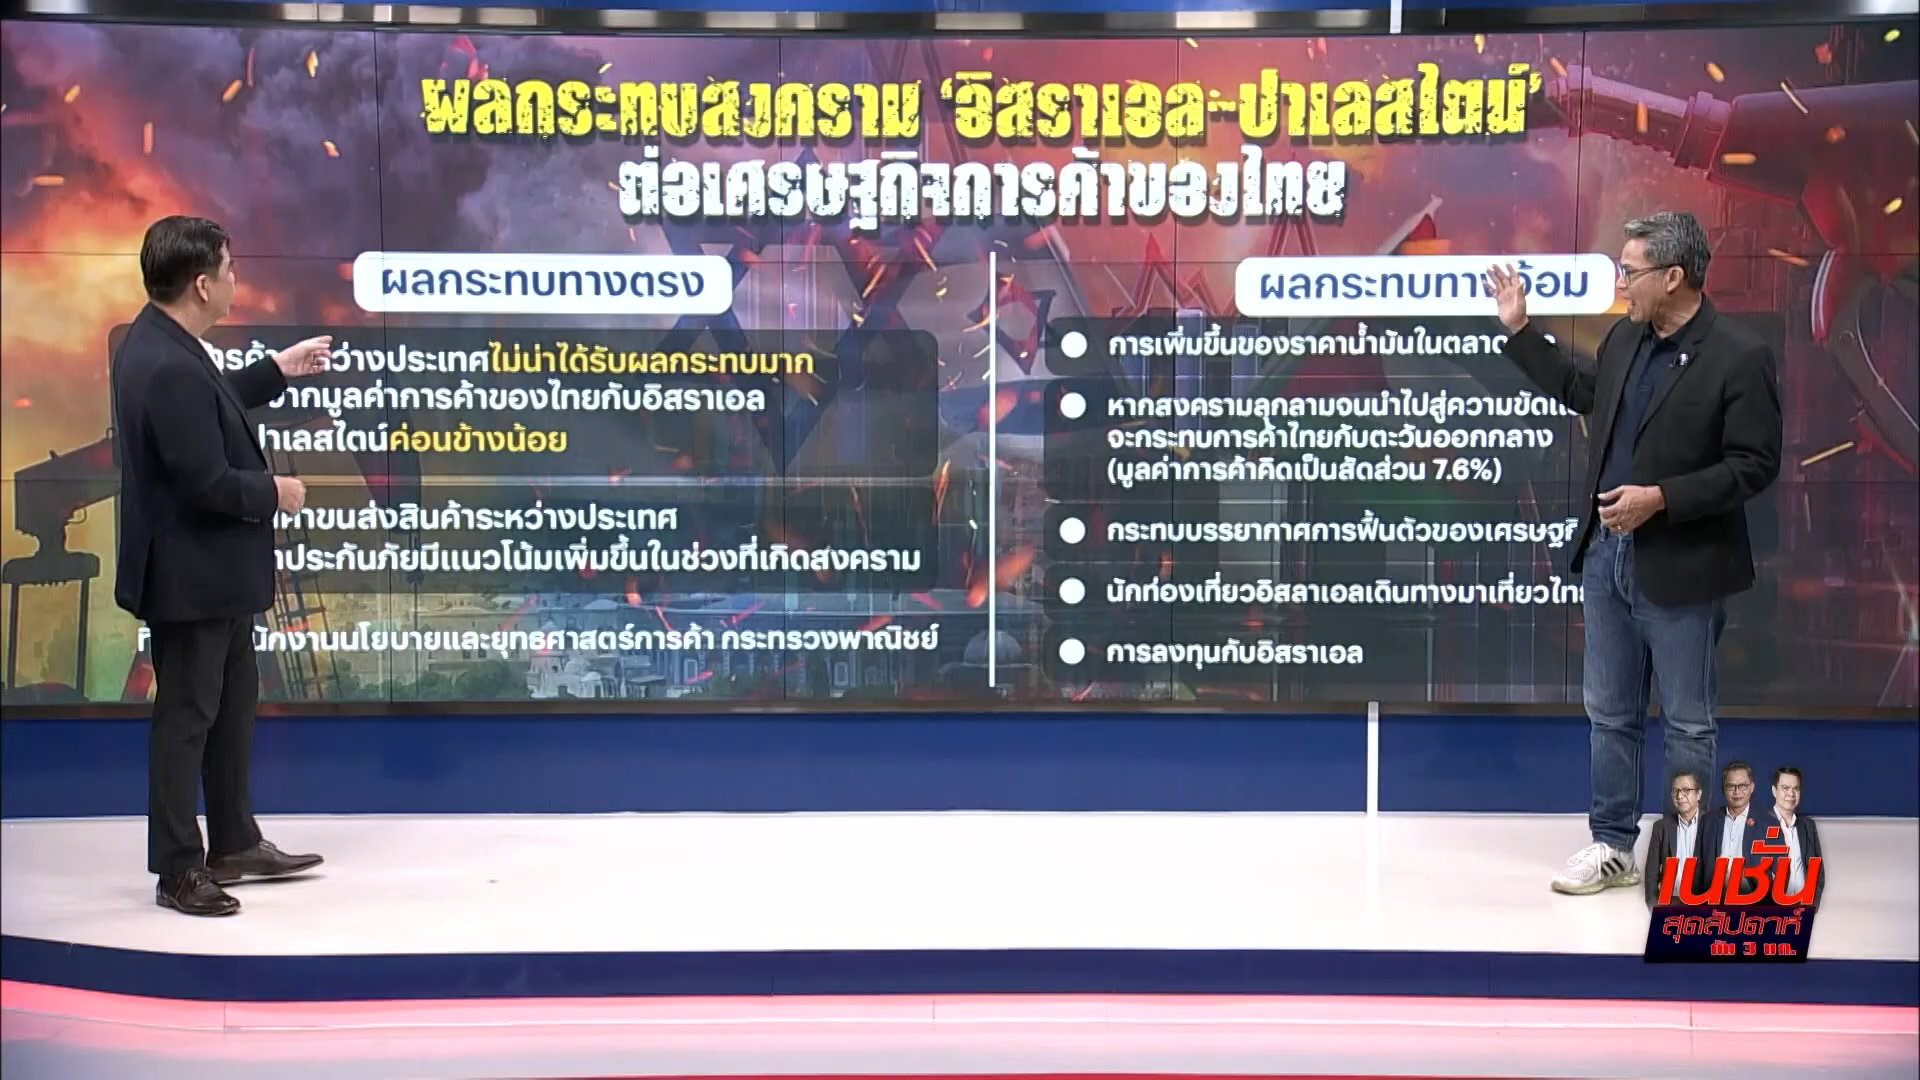 ผลกระทบสงคราม ‘อิสราเอล-ปาเลสไตน์’
ต่อเศรษฐกิจการค้าของไทย
ผลกระทบทางตรง
ว่างประเทศไม่น่าได้รับผลกระทบมาก
ากมูลค่าการค้าของไทยกับอิสราเอล
าเลสไตน์ค่อนข้างน้อย
าขนส่งสินค้าระหว่างประเทศ
าประกันภัยมีแนวโน้มเพิ่มขึ้นในช่วงที่เกิดสงคราม
นักงานนโยบายและยุทธศาสตร์การค้า กระทรวงพาณิชย์
ผลกระทบทางอ้อม
การเพิ่มขึ้นของราคาน้ำมันในตลาด
หากสงครามลุกลามจนนำไปสู่ความขัดแ
จะกระทบการค้าไทยกับตะวันออกกลาง
(มูลค่าการค้าคิดเป็นสัดส่วน 7.6%)
กระทบบรรยากาศการฟื้นตัวของเศรษฐกิ
นักท่องเที่ยวอิสลาเอลเดินทางมาเที่ยวไทย
การลงทุนกับอิสราเอล
เนชั่น
สุดสัปดาห์
กับ 3 บก.